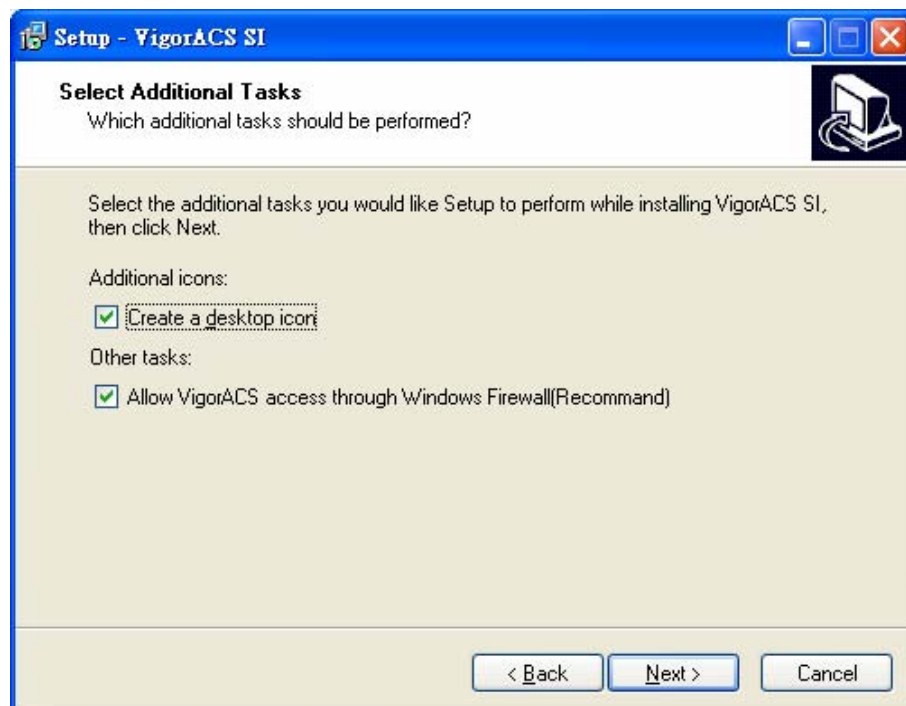 Setup - VigorACS SI
Select Additional Tasks
Which additional tasks should be performed?
Select the additional tasks you would like Setup to perform while installing VigorACS SI,
then click Next.
Additional icons:
Create a desktop icon
Other tasks:
Allow VigorACS access through Windows Firewall(Recommand)
< Back
Next >
Cancel